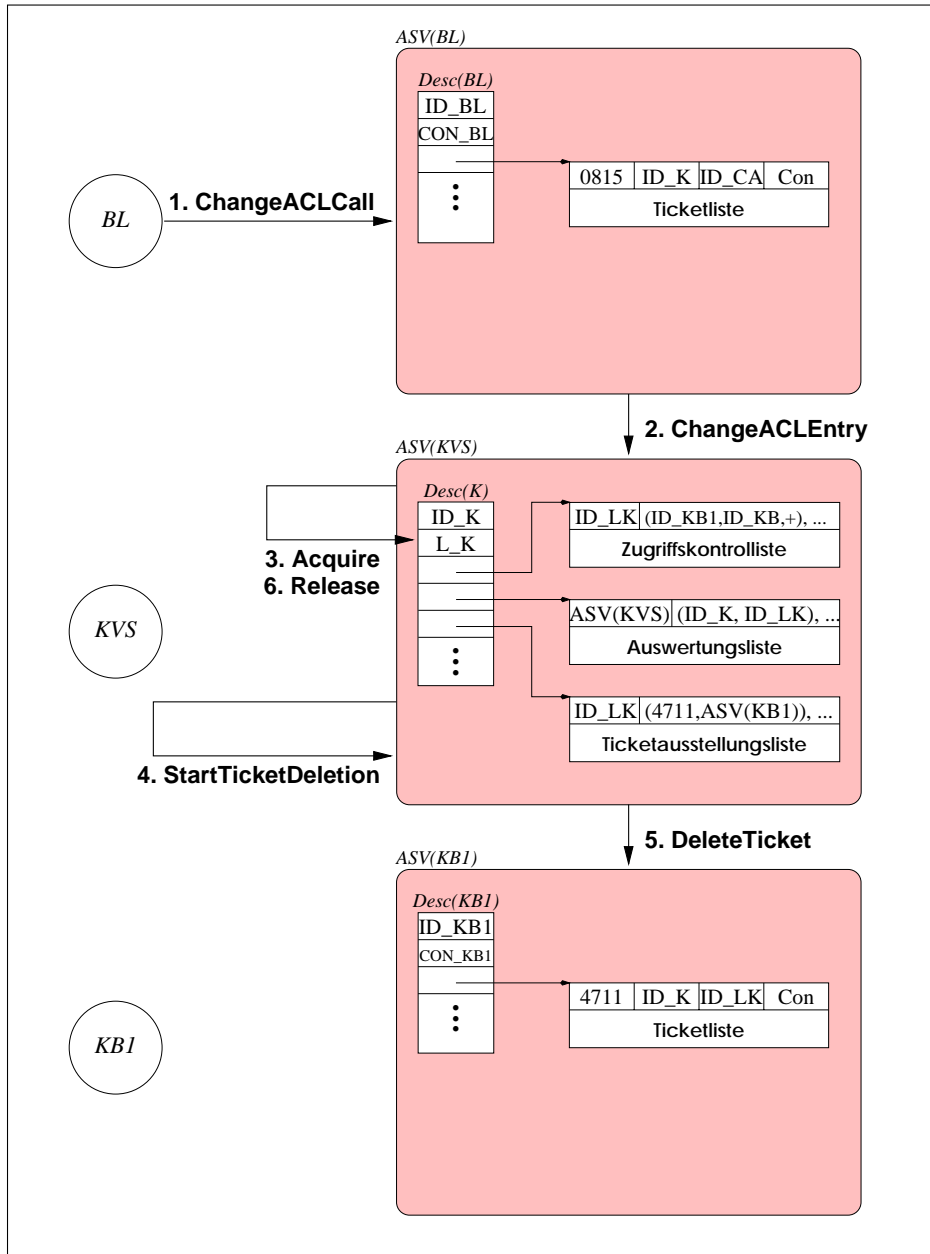 ASV(BL)
Desc(BL)
ID_BL
CON_BL
0815 ID_K ID_CA Con
Ticketliste
BL
1. ChangeACLCall
2. ChangeACLEntry
ASV(KVS)
Desc(K)
ID_K
L_K
ID_LK (ID_KB1,ID_KB,+), ...
Zugriffskontrolliste
3. Acquire
6. Release
ASV(KVS) (ID_K, ID_LK), ...
Auswertungsliste
KVS
ID_LK (4711,ASV(KB1)), ...
Ticketausstellungsliste
4. StartTicketDeletion
5. DeleteTicket
ASV(KB1)
Desc(KB1)
ID_KB1
CON_KB1
4711 ID_K ID_LK Con
Ticketliste
KB1